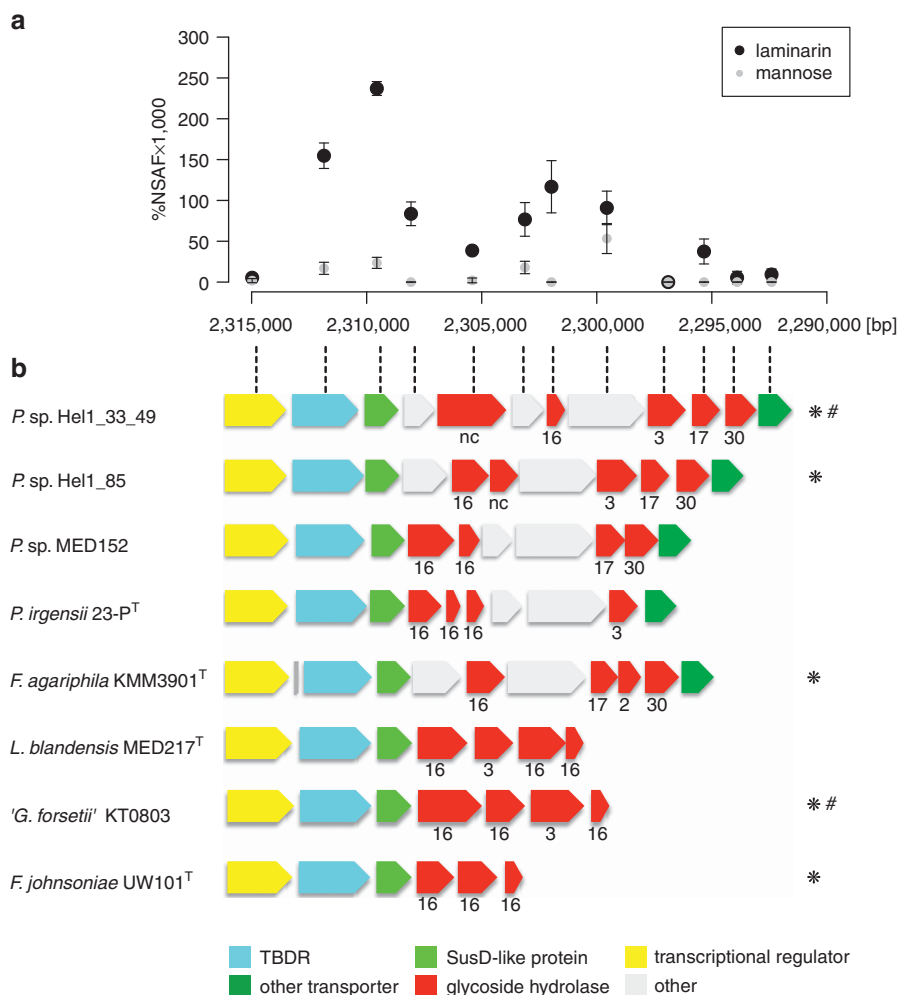 a
300
250
200
150
100
50
0
%NSAF×1,000
laminarin
mannose
2,315,000 2,310,000 2,305,000 2,300,000 2,295,000 2,290,000 [bp]
b
P. sp. Hel1_33_49 * #
nc 16 3 17 30
P. sp. Hel1_85 *
16 nc 3 17 30
P. sp. MED152
16 16 17 30
P. irgensii 23-Pᵀ
16 16 16 3
F. agariphila KMM3901ᵀ *
16 17 2 30
L. blandensis MED217ᵀ
16 3 16 16
'G. forsetii' KT0803 * #
16 16 3 16
F. johnsoniae UW101ᵀ *
16 16 16
TBDR SusD-like protein transcriptional regulator
other transporter glycoside hydrolase other